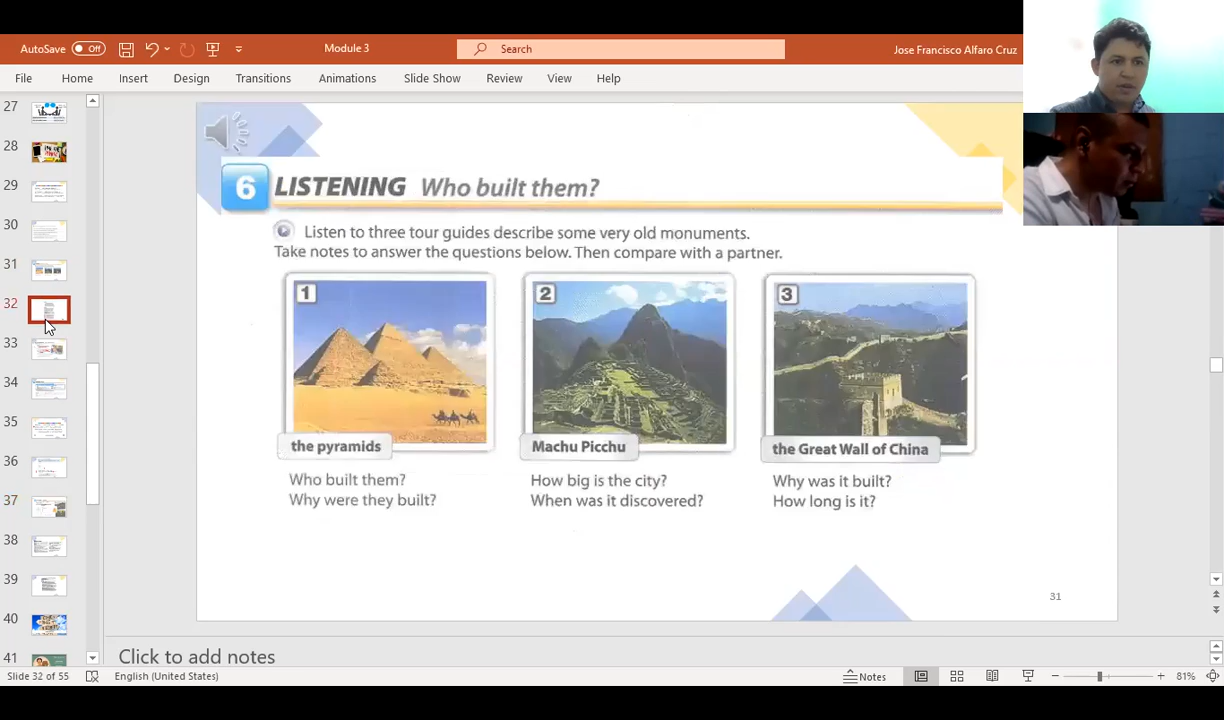 AutoSave Off
Module 3
Search
Jose Francisco Alfaro Cruz
File Home Insert Design Transitions Animations Slide Show Review View Help
27
28
29
30
31
32
33
34
35
36
37
38
39
40
41
6 LISTENING Who built them?
Listen to three tour guides describe some very old monuments.
Take notes to answer the questions below. Then compare with a partner.
1
2
3
the pyramids
Machu Picchu
the Great Wall of China
Who built them?
Why were they built?
How big is the city?
When was it discovered?
Why was it built?
How long is it?
31
Click to add notes
Slide 32 of 55
English (United States)
Notes
81%